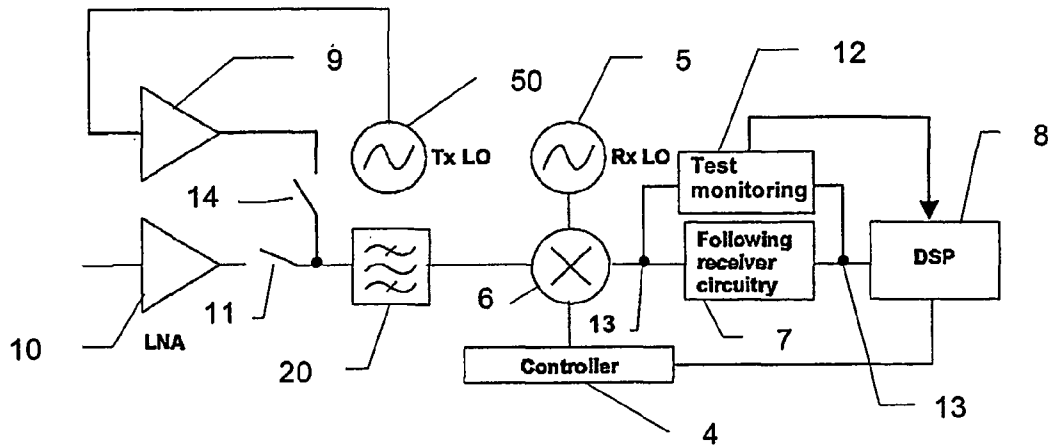 9
50
5
12
8
Tx LO
Rx LO
Test
monitoring
14
Following
receiver
circuitry
DSP
11
6
13
10
LNA
20
7
Controller
13
4